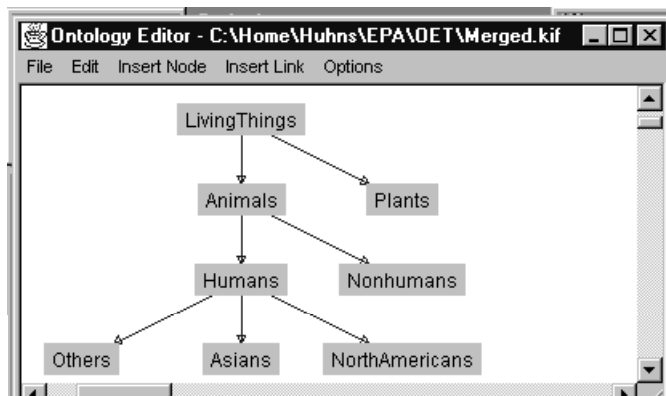 Ontology Editor - C:\Home\Huhns\EPA\OET\Merged.kif
File Edit Insert Node Insert Link Options
LivingThings
Animals Plants
Humans Nonhumans
Others Asians NorthAmericans